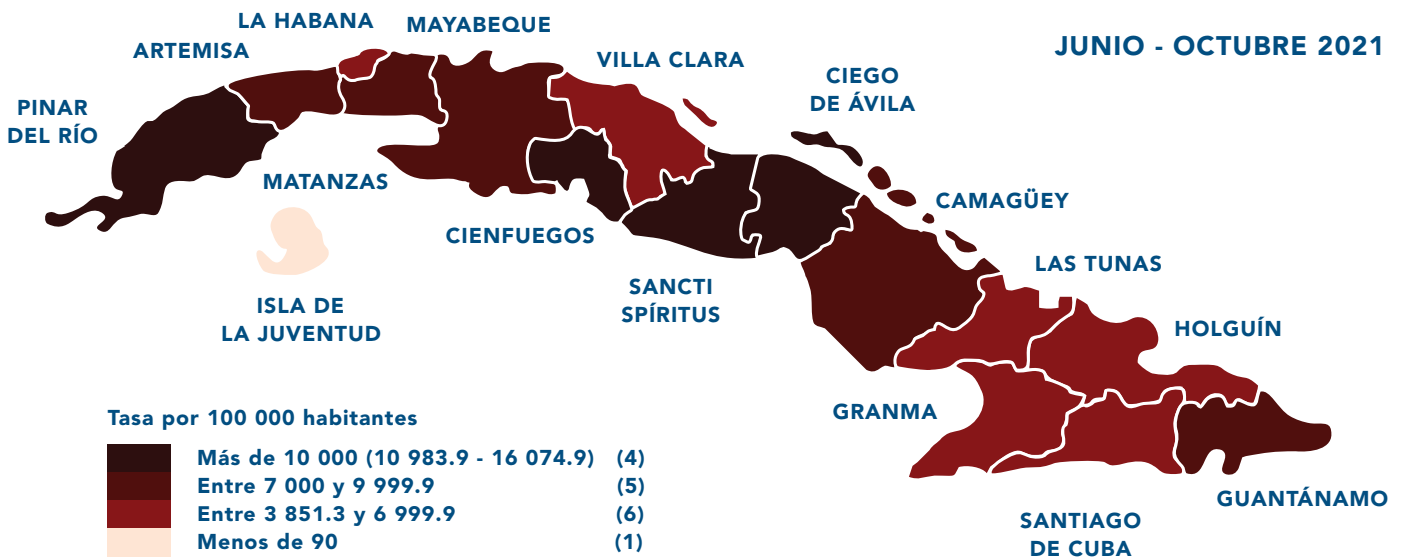 LA HABANA
MAYABEQUE
ARTEMISA
VILLA CLARA
JUNIO - OCTUBRE 2021
CIEGO
DE ÁVILA
PINAR
DEL RÍO
MATANZAS
CAMAGÜEY
CIENFUEGOS
LAS TUNAS
SANCTI
SPÍRITUS
ISLA DE
LA JUVENTUD
HOLGUÍN
GRANMA
GUANTÁNAMO
SANTIAGO
DE CUBA
Tasa por 100 000 habitantes
Más de 10 000 (10 983.9 - 16 074.9) (4)
Entre 7 000 y 9 999.9 (5)
Entre 3 851.3 y 6 999.9 (6)
Menos de 90 (1)